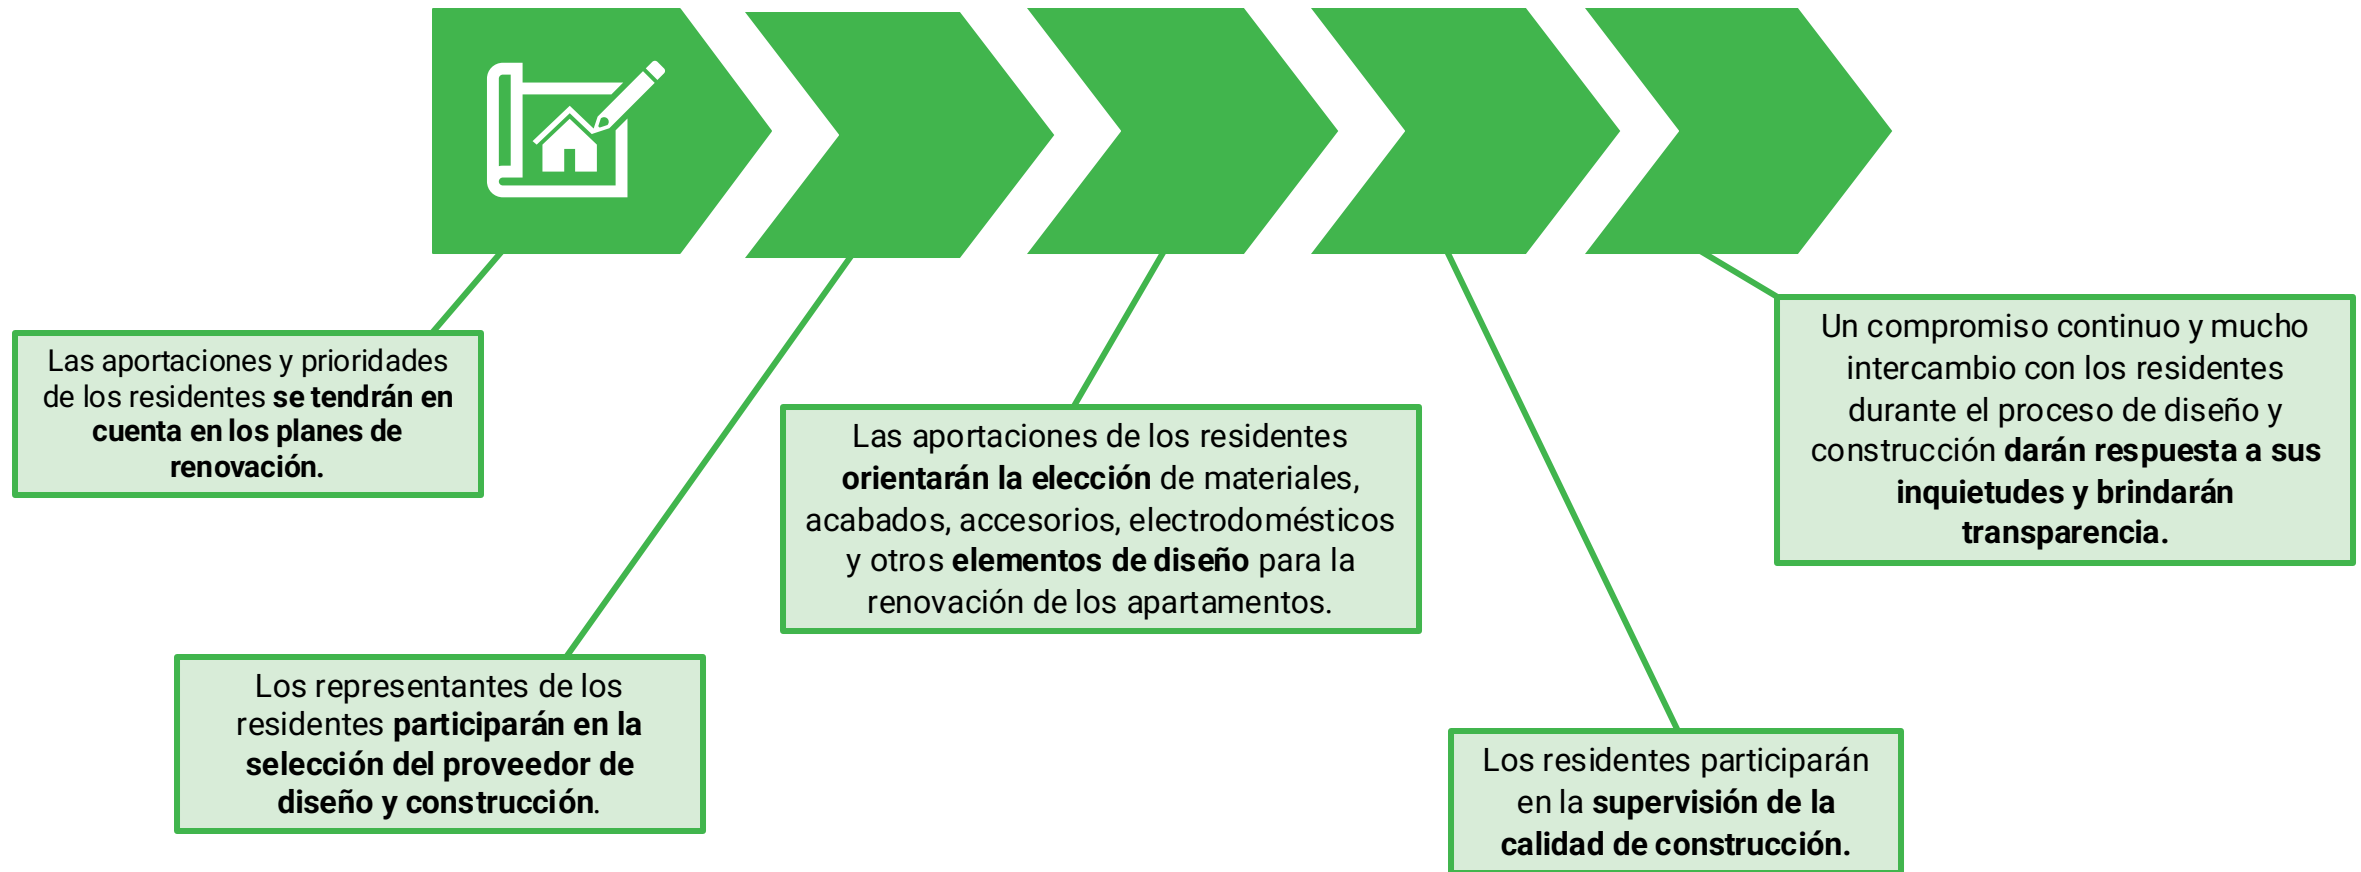 Las aportaciones y prioridades
de los residentes se tendrán en
cuenta en los planes de
renovación.
Los representantes de los
residentes participarán en la
selección del proveedor de
diseño y construcción.
Las aportaciones de los residentes
orientarán la elección de materiales,
acabados, accesorios, electrodomésticos
y otros elementos de diseño para la
renovación de los apartamentos.
Los residentes participarán
en la supervisión de la
calidad de construcción.
Un compromiso continuo y mucho
intercambio con los residentes
durante el proceso de diseño y
construcción darán respuesta a sus
inquietudes y brindarán
transparencia.